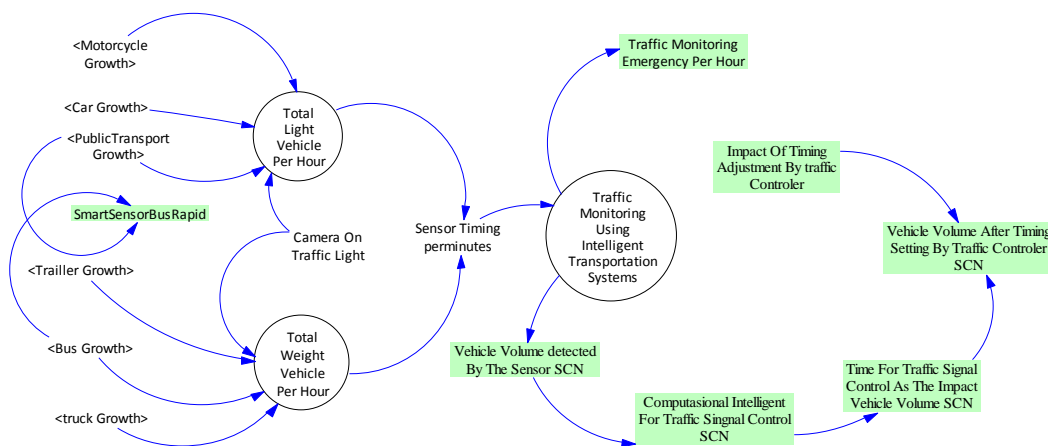 <Motorcycle
Growth>
<Car Growth>
<PublicTransport
Growth>
SmartSensorBusRapid
<Trailler Growth>
<Bus Growth>
<truck Growth>
Total
Light
Vehicle
Per Hour
Camera On
Traffic Light
Total
Weight
Vehicle
Per Hour
Sensor Timing
perminutes
Traffic Monitoring
Emergency Per Hour
Traffic
Monitoring
Using
Intelligent
Transportation
Systems
Vehicle Volume detected
By The Sensor SCN
Computasional Intelligent
For Traffic Singnal Control
SCN
Time For Traffic Signal
Control As The Impact
Vehicle Volume SCN
Impact Of Timing
Adjustment By traffic
Controler
Vehicle Volume After Timing
Setting By Traffic Controler
SCN